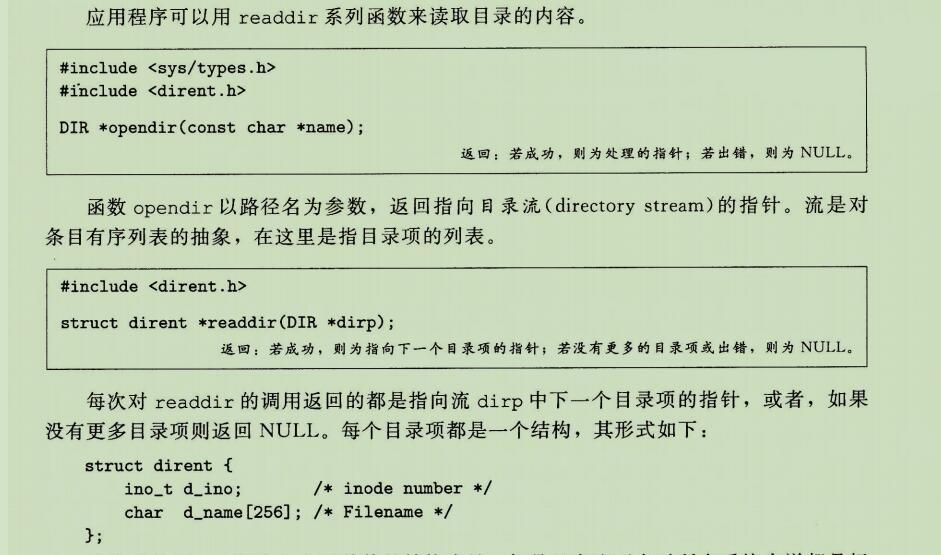 应用程序可以用 readdir 系列函数来读取目录的内容。
#include <sys/types.h>
#include <dirent.h>
DIR *opendir(const char *name);
返回：若成功，则为处理的指针；若出错，则为 NULL。
函数 opendir 以路径名为参数，返回指向目录流(directory stream)的指针。流是对
条目有序列表的抽象，在这里是指目录项的列表。
#include <dirent.h>
struct dirent *readdir(DIR *dirp);
返回：若成功，则为指向下一个目录项的指针；若没有更多的目录项或出错，则为 NULL。
每次对 readdir 的调用返回的都是指向流 dirp 中下一个目录项的指针，或者，如果
没有更多目录项则返回 NULL。每个目录项都是一个结构，其形式如下：
struct dirent {
ino_t d_ino; /* inode number */
char d_name[256]; /* Filename */
};